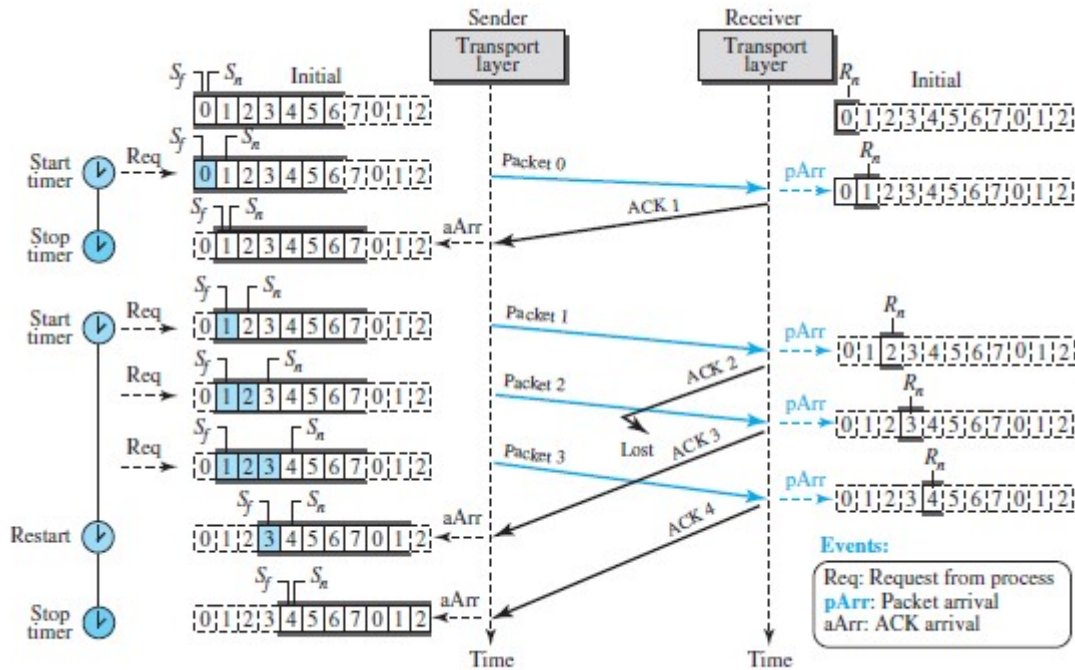 Sender
Receiver
Transport layer
Transport layer
Sf Sn Initial
0 1 2 3 4 5 6 7 0 1 2
Rn Initial
0 1 2 3 4 5 6 7 0 1 2
Start timer
Req
Sf Sn
0 1 2 3 4 5 6 7 0 1 2
Packet 0
pArr
Rn
0 1 2 3 4 5 6 7 0 1 2
Stop timer
Sf Sn
0 1 2 3 4 5 6 7 0 1 2
aArr
ACK 1
Start timer
Req
Sf Sn
0 1 2 3 4 5 6 7 0 1 2
Packet 1
pArr
Rn
0 1 2 3 4 5 6 7 0 1 2
ACK 2
Req
Sf Sn
0 1 2 3 4 5 6 7 0 1 2
Packet 2
Lost
pArr
Rn
0 1 2 3 4 5 6 7 0 1 2
ACK 3
Req
Sf Sn
0 1 2 3 4 5 6 7 0 1 2
Packet 3
pArr
Rn
0 1 2 3 4 5 6 7 0 1 2
Restart
Sf Sn
0 1 2 3 4 5 6 7 0 1 2
aArr
ACK 4
Stop timer
Sf Sn
0 1 2 3 4 5 6 7 0 1 2
aArr
Events:
Req: Request from process
pArr: Packet arrival
aArr: ACK arrival
Time
Time